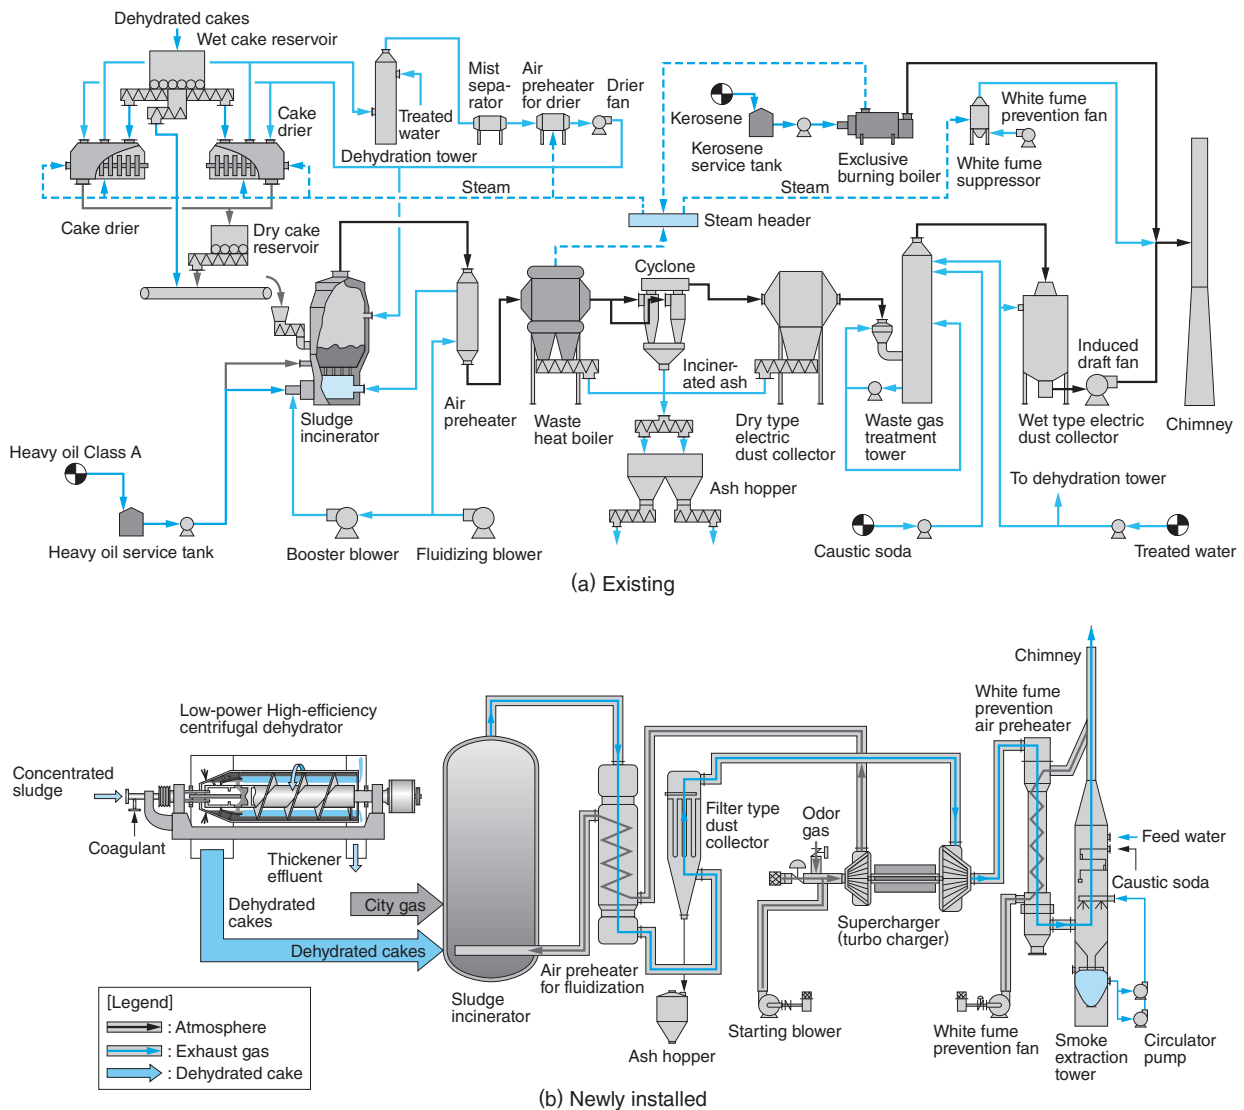 Dehydrated cakes
Wet cake reservoir
Cake
drier
Treated
water
Dehydration tower
Mist
sepa-
rator
Air
preheater
for drier
Drier
fan
Kerosene
Kerosene
service tank
Exclusive
burning boiler
White fume
prevention fan
White fume
suppressor
Steam
Steam
Steam header
Cake drier
Dry cake
reservoir
Cyclone
Inciner-
ated ash
Sludge
incinerator
Air
preheater
Waste
heat boiler
Dry type
electric
dust collector
Waste gas
treatment
tower
Induced
draft fan
Wet type electric
dust collector
Chimney
Heavy oil Class A
Heavy oil service tank
Booster blower
Fluidizing blower
Ash hopper
To dehydration tower
Caustic soda
Treated water
(a) Existing
Low-power High-efficiency
centrifugal dehydrator
Concentrated
sludge
Coagulant
Thickener
effluent
Dehydrated
cakes
City gas
Dehydrated cakes
Sludge
incinerator
Air preheater
for fluidization
Filter type
dust
collector
Ash hopper
Odor
gas
Supercharger
(turbo charger)
Starting blower
Chimney
White fume
prevention
air preheater
Feed water
Caustic soda
White fume
prevention fan
Smoke
extraction
tower
Circulator
pump
[Legend]
: Atmosphere
: Exhaust gas
: Dehydrated cake
(b) Newly installed